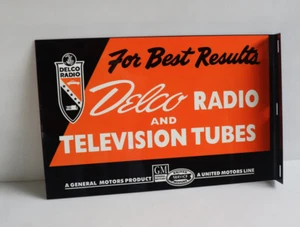 For Best Results
DELCO
RADIO
Delco RADIO
AND
TELEVISION TUBES
GM
A GENERAL MOTORS PRODUCT
A UNITED MOTORS LINE